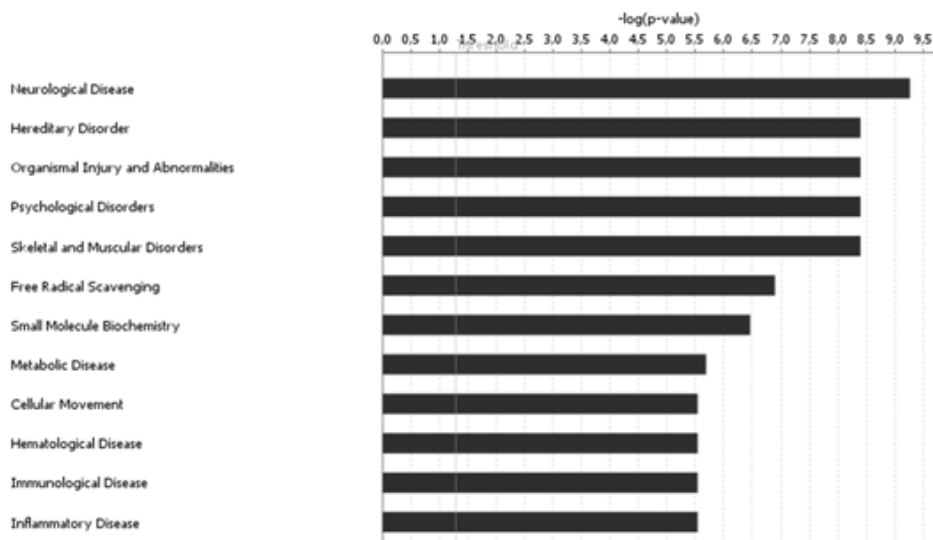 -log(p-value)
0,0 0,5 1,0 1,5 2,0 2,5 3,0 3,5 4,0 4,5 5,0 5,5 6,0 6,5 7,0 7,5 8,0 8,5 9,0 9,5
Threshold
Neurological Disease
Hereditary Disorder
Organismal Injury and Abnormalities
Psychological Disorders
Skeletal and Muscular Disorders
Free Radical Scavenging
Small Molecule Biochemistry
Metabolic Disease
Cellular Movement
Hematological Disease
Immunological Disease
Inflammatory Disease